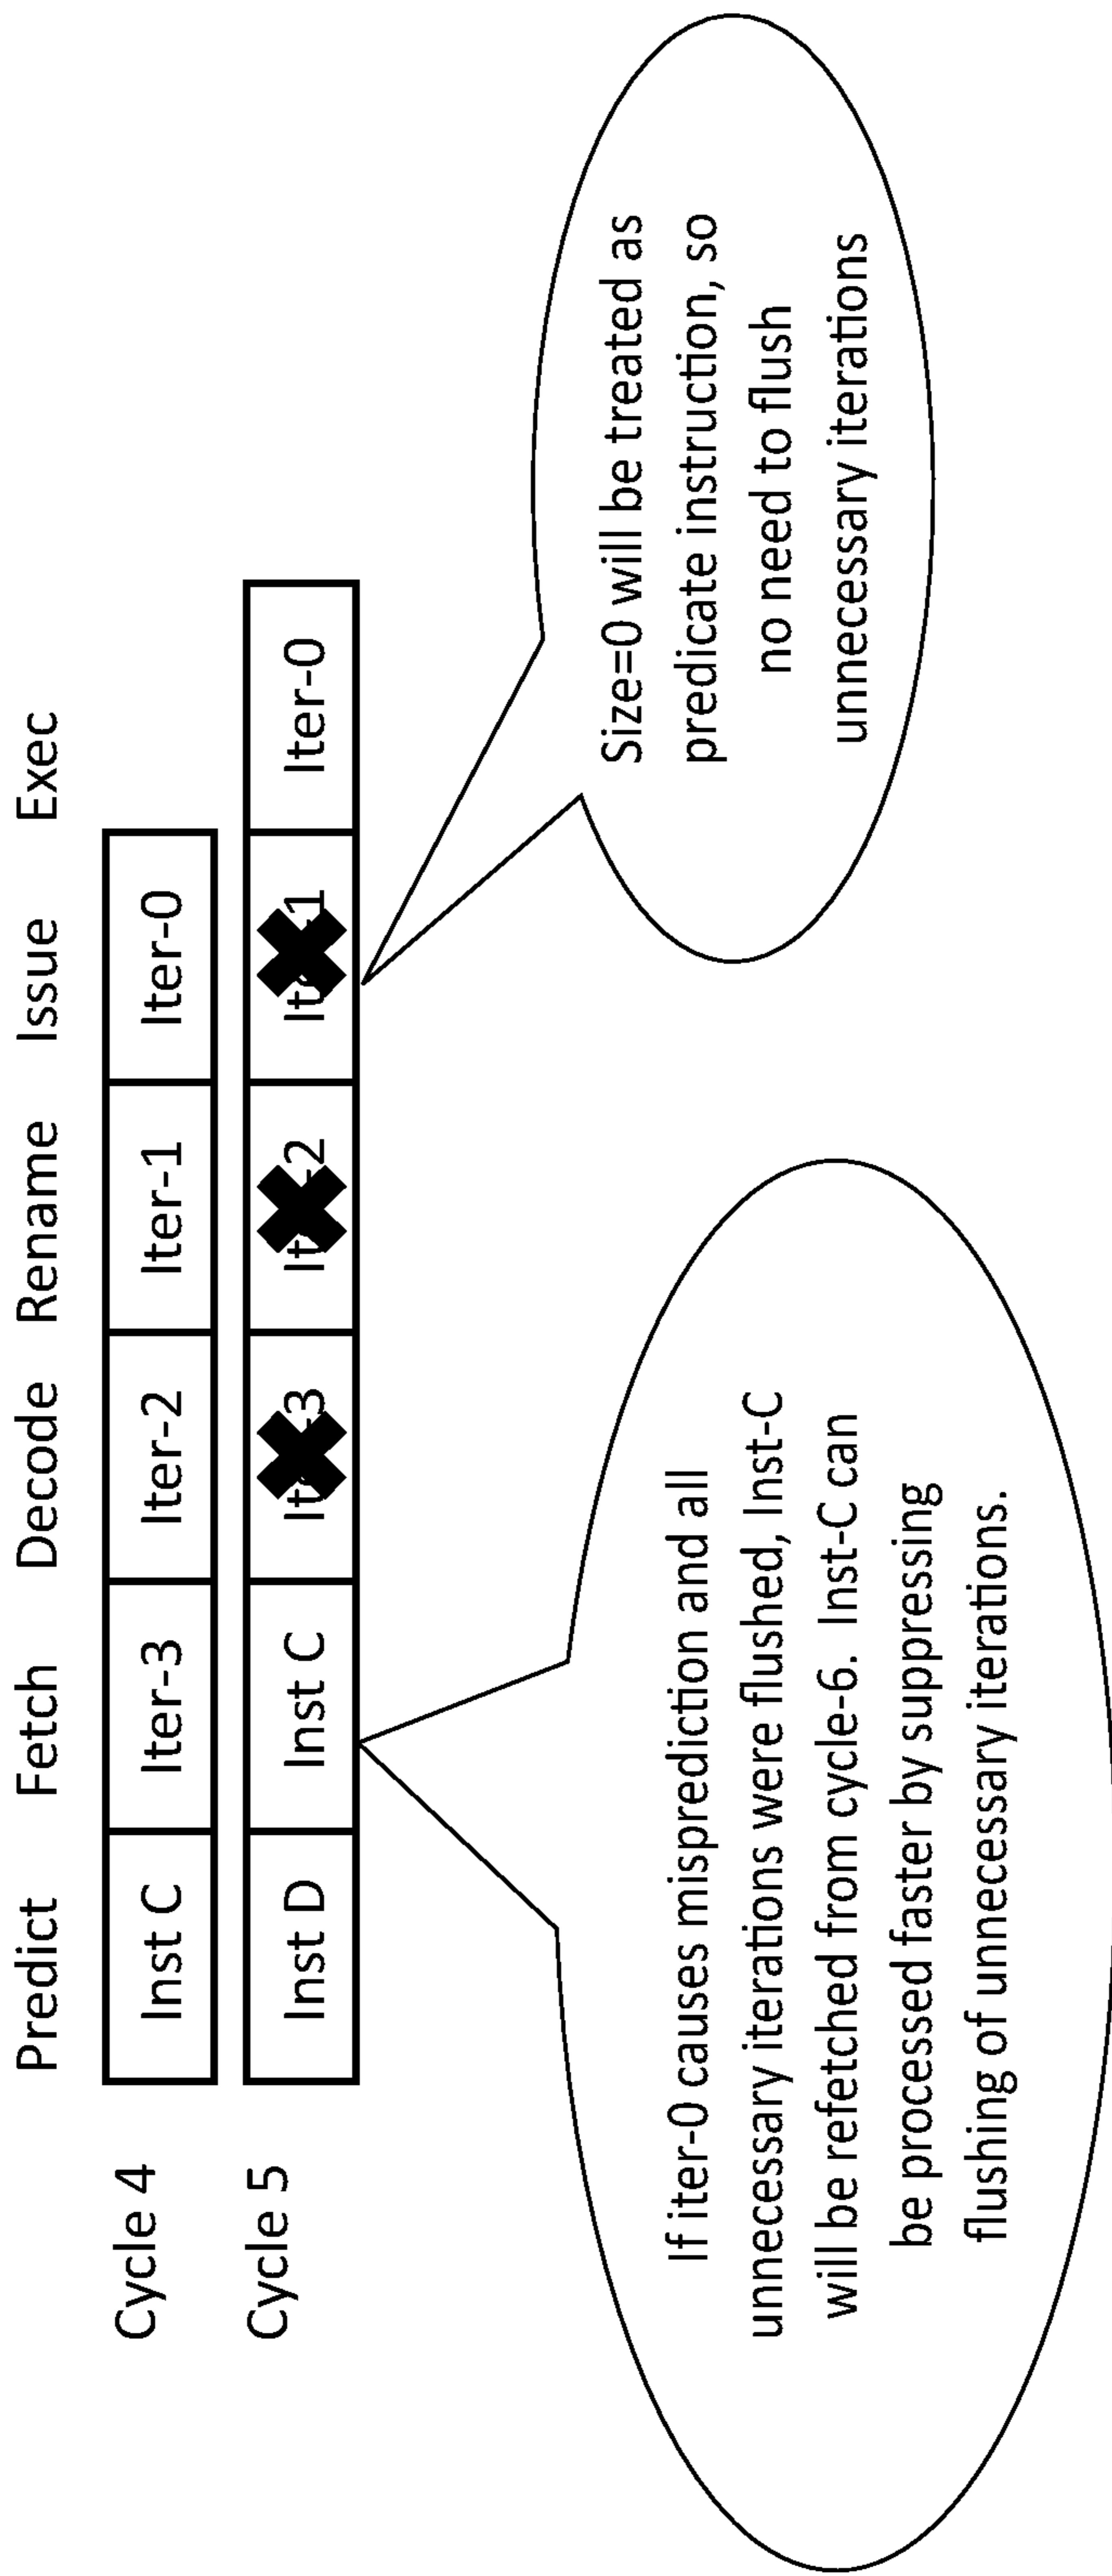 Predict Fetch Decode Rename Issue Exec
Cycle 4 Inst C Iter-3 Iter-2 Iter-1 Iter-0
Cycle 5 Inst D Inst C Iter-0
If iter-0 causes misprediction and all
unnecessary iterations were flushed, Inst-C
will be refetched from cycle-6. Inst-C can
be processed faster by suppressing
flushing of unnecessary iterations.
Size=0 will be treated as
predicate instruction, so
no need to flush
unnecessary iterations